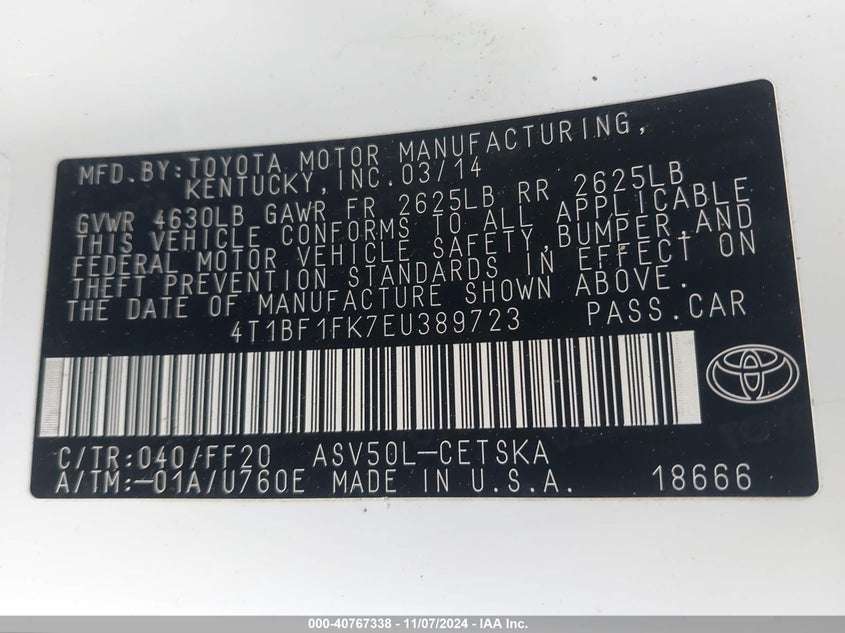 MFD.BY:TOYOTA MOTOR MANUFACTURING,
KENTUCKY,INC.03/14
GVWR 4630LB GAWR FR 2625LB RR 2625LB
THIS VEHICLE CONFORMS TO ALL APPLICABLE
FEDERAL MOTOR VEHICLE SAFETY,BUMPER,AND
THEFT PREVENTION STANDARDS IN EFFECT ON
THE DATE OF MANUFACTURE SHOWN ABOVE.
4T1BF1FK7EU389723 PASS.CAR
C/TR:040/FF20 ASV50L-CETSKA
A/TM:-01A/U760E MADE IN U.S.A. 18666
000-40767338 - 11/07/2024 - IAA Inc.